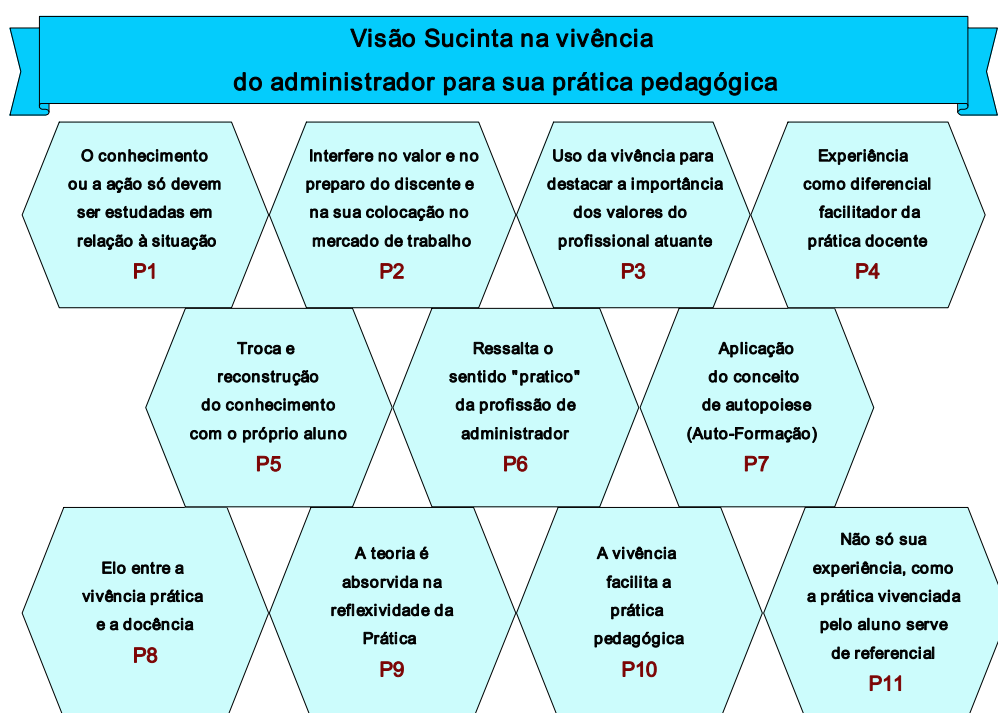 Visão Sucinta na vivência
do administrador para sua prática pedagógica
O conhecimento
ou a ação só devem
ser estudadas em
relação à situação
P1
Interfere no valor e no
preparo do discente e
na sua colocação no
mercado de trabalho
P2
Uso da vivência para
destacar a importância
dos valores do
profissional atuante
P3
Experiência
como diferencial
facilitador da
prática docente
P4
Troca e
reconstrução
do conhecimento
com o próprio aluno
P5
Ressalta o
sentido "pratico"
da profissão de
administrador
P6
Aplicação
do conceito
de autopoiese
(Auto-Formação)
P7
Elo entre a
vivência prática
e a docência
P8
A teoria é
absorvida na
reflexividade da
Prática
P9
A vivência
facilita a
prática
pedagógica
P10
Não só sua
experiência, como
a prática vivenciada
pelo aluno serve
de referencial
P11